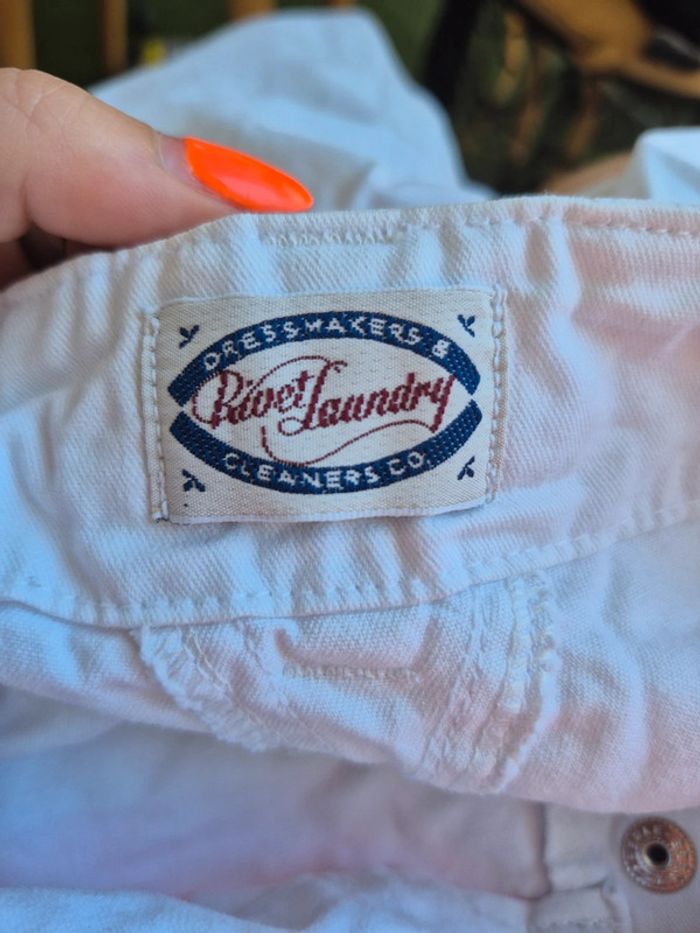 DRESSMAKERS &
Rivet Laundry
CLEANERS CO.